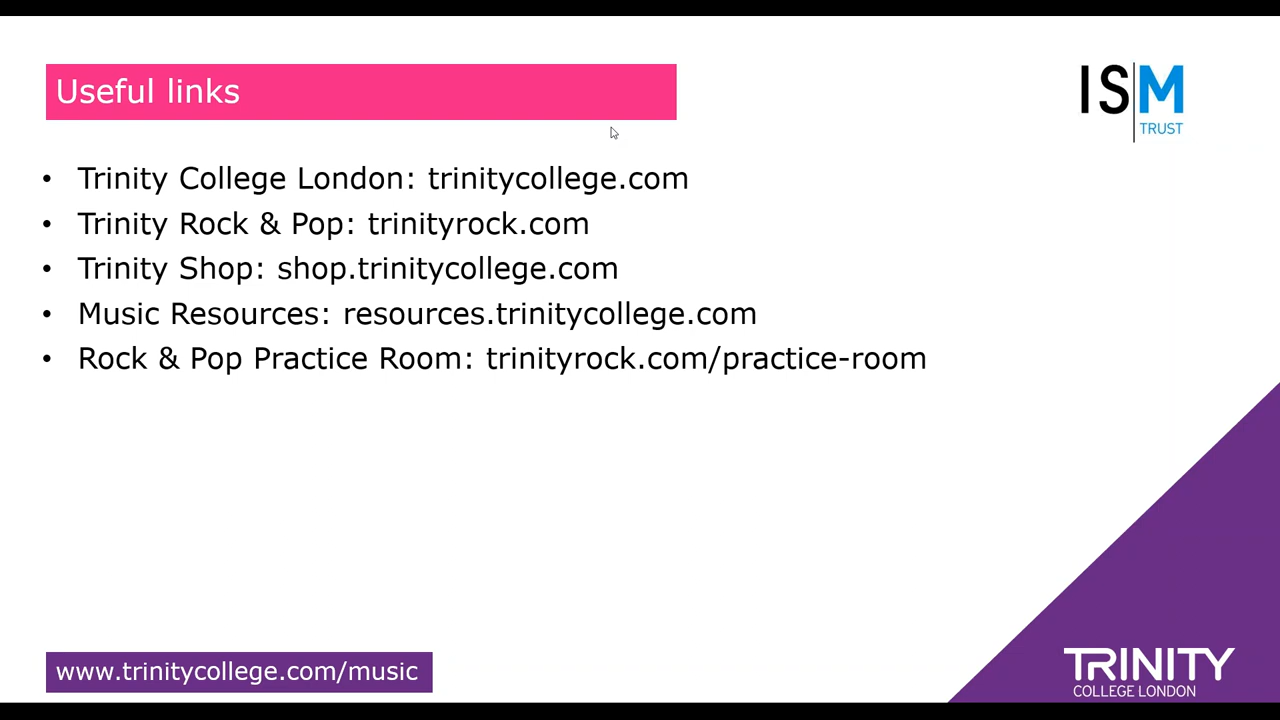 Useful links
ISM
TRUST
• Trinity College London: trinitycollege.com
• Trinity Rock & Pop: trinityrock.com
• Trinity Shop: shop.trinitycollege.com
• Music Resources: resources.trinitycollege.com
• Rock & Pop Practice Room: trinityrock.com/practice-room
www.trinitycollege.com/music
TRINITY
COLLEGE LONDON